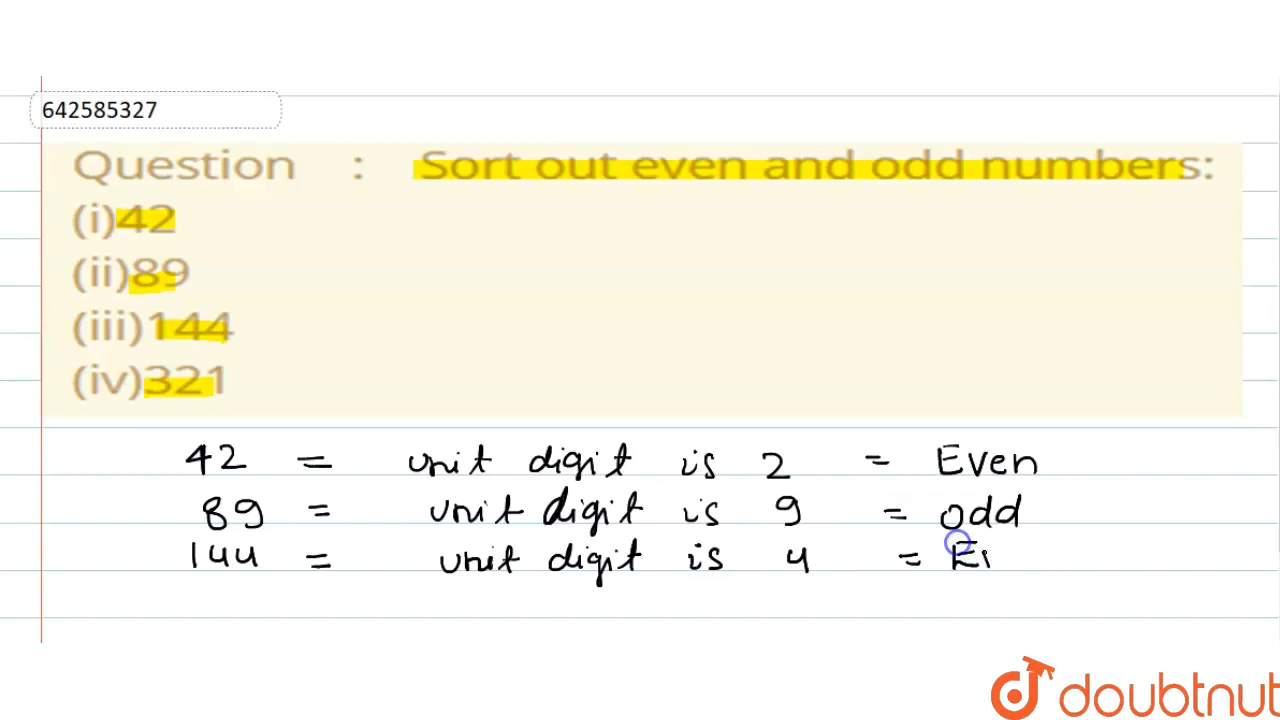 642585327
Question : Sort out even and odd numbers:
(i)42
(ii)89
(iii)144
(iv)321
42 = unit digit is 2 = Even
89 = unit digit is 9 = odd
144 = unit digit is 4 =
doubtnut